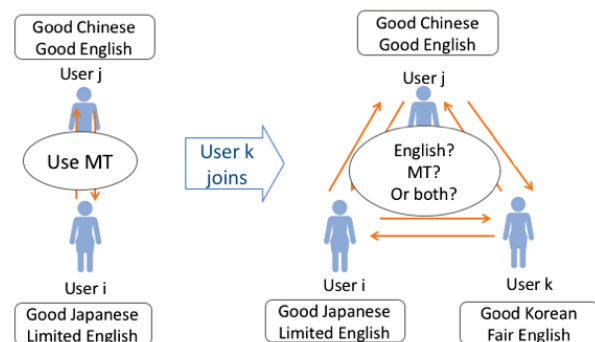 Good Chinese
Good English
User j
Use MT
User i
Good Japanese
Limited English
User k
joins
Good Chinese
Good English
User j
English?
MT?
Or both?
User i
User k
Good Japanese
Limited English
Good Korean
Fair English